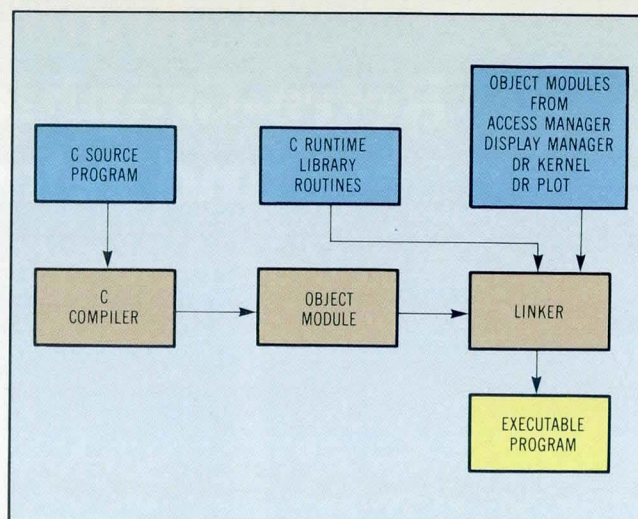 C SOURCE
PROGRAM
C RUNTIME
LIBRARY
ROUTINES
OBJECT MODULES
FROM
ACCESS MANAGER
DISPLAY MANAGER
DR KERNEL
DR PLOT
C
COMPILER
OBJECT
MODULE
LINKER
EXECUTABLE
PROGRAM